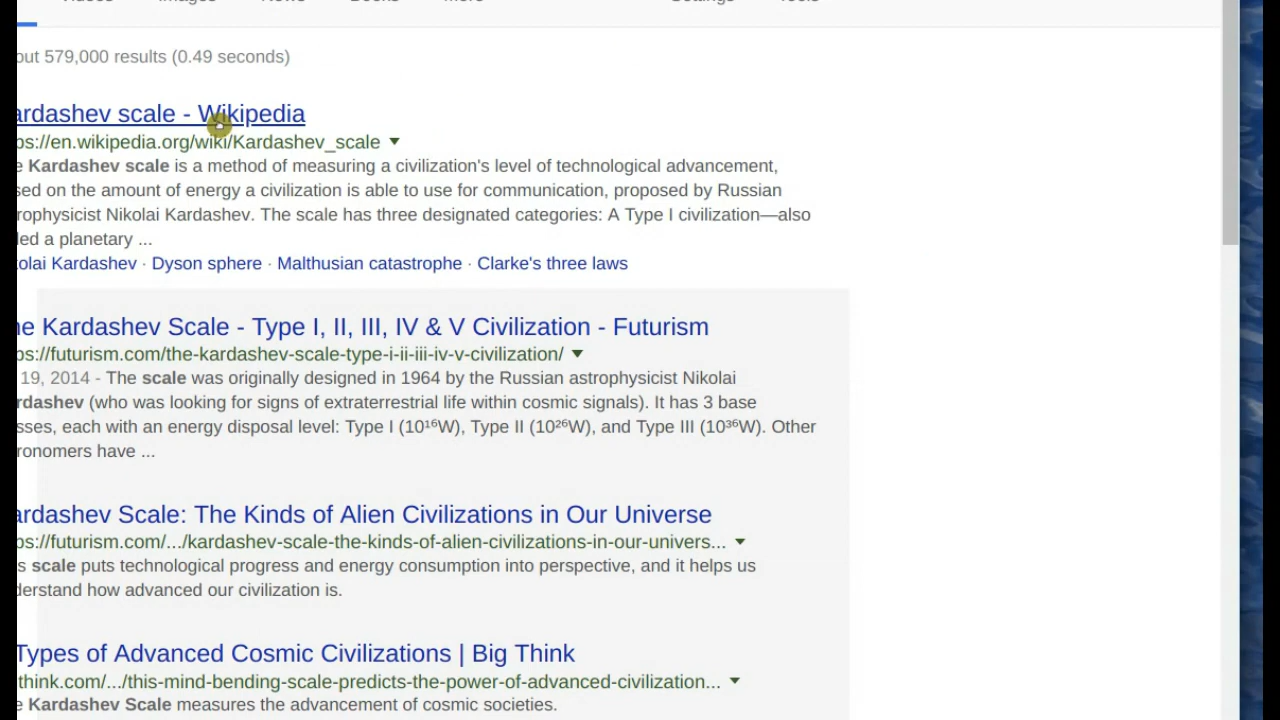 out 579,000 results (0.49 seconds)
ardashev scale - Wikipedia
ps://en.wikipedia.org/wiki/Kardashev_scale
e Kardashev scale is a method of measuring a civilization's level of technological advancement,
sed on the amount of energy a civilization is able to use for communication, proposed by Russian
rophysicist Nikolai Kardashev. The scale has three designated categories: A Type I civilization—also
led a planetary ...
olai Kardashev · Dyson sphere · Malthusian catastrophe · Clarke's three laws
e Kardashev Scale - Type I, II, III, IV & V Civilization - Futurism
ps://futurism.com/the-kardashev-scale-type-i-ii-iii-iv-v-civilization/
19, 2014 - The scale was originally designed in 1964 by the Russian astrophysicist Nikolai
rdashev (who was looking for signs of extraterrestrial life within cosmic signals). It has 3 base
sses, each with an energy disposal level: Type I (10¹⁶W), Type II (10²⁶W), and Type III (10³⁶W). Other
ronomers have ...
ardashev Scale: The Kinds of Alien Civilizations in Our Universe
ps://futurism.com/.../kardashev-scale-the-kinds-of-alien-civilizations-in-our-univers...
s scale puts technological progress and energy consumption into perspective, and it helps us
derstand how advanced our civilization is.
Types of Advanced Cosmic Civilizations | Big Think
think.com/.../this-mind-bending-scale-predicts-the-power-of-advanced-civilization...
e Kardashev Scale measures the advancement of cosmic societies.